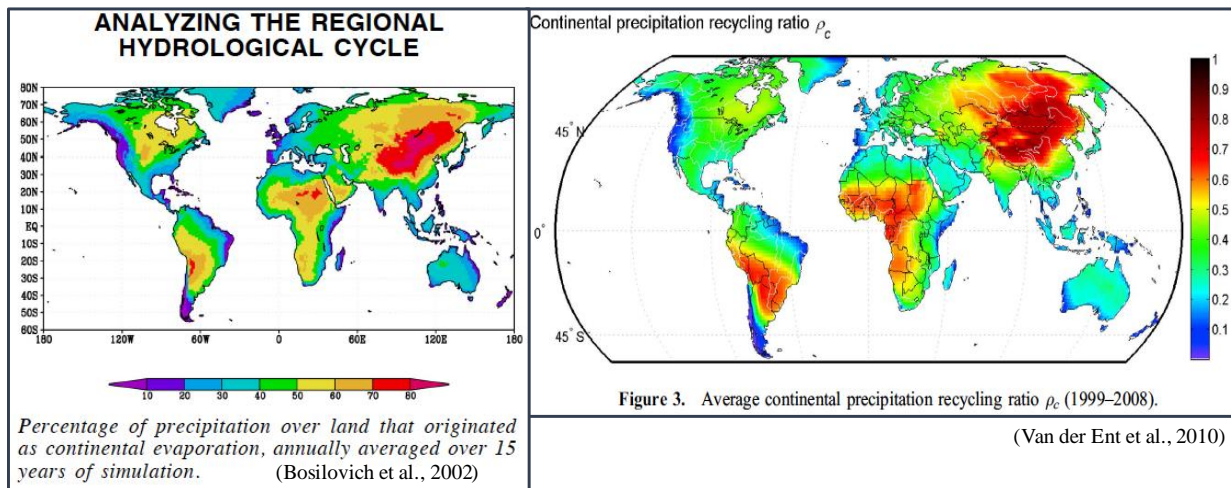 ANALYZING THE REGIONAL
HYDROLOGICAL CYCLE
80N
70N
60N
50N
40N
30N
20N
10N
EQ
10S
20S
30S
40S
50S
60S
180 120W 60W 0 60E 120E 180
10 20 30 40 50 60 70 80
Percentage of precipitation over land that originated
as continental evaporation, annually averaged over 15
years of simulation. (Bosilovich et al., 2002)
Continental precipitation recycling ratio ρc
45° N
0°
45° S
1
0.9
0.8
0.7
0.6
0.5
0.4
0.3
0.2
0.1
Figure 3. Average continental precipitation recycling ratio ρc (1999–2008).
(Van der Ent et al., 2010)